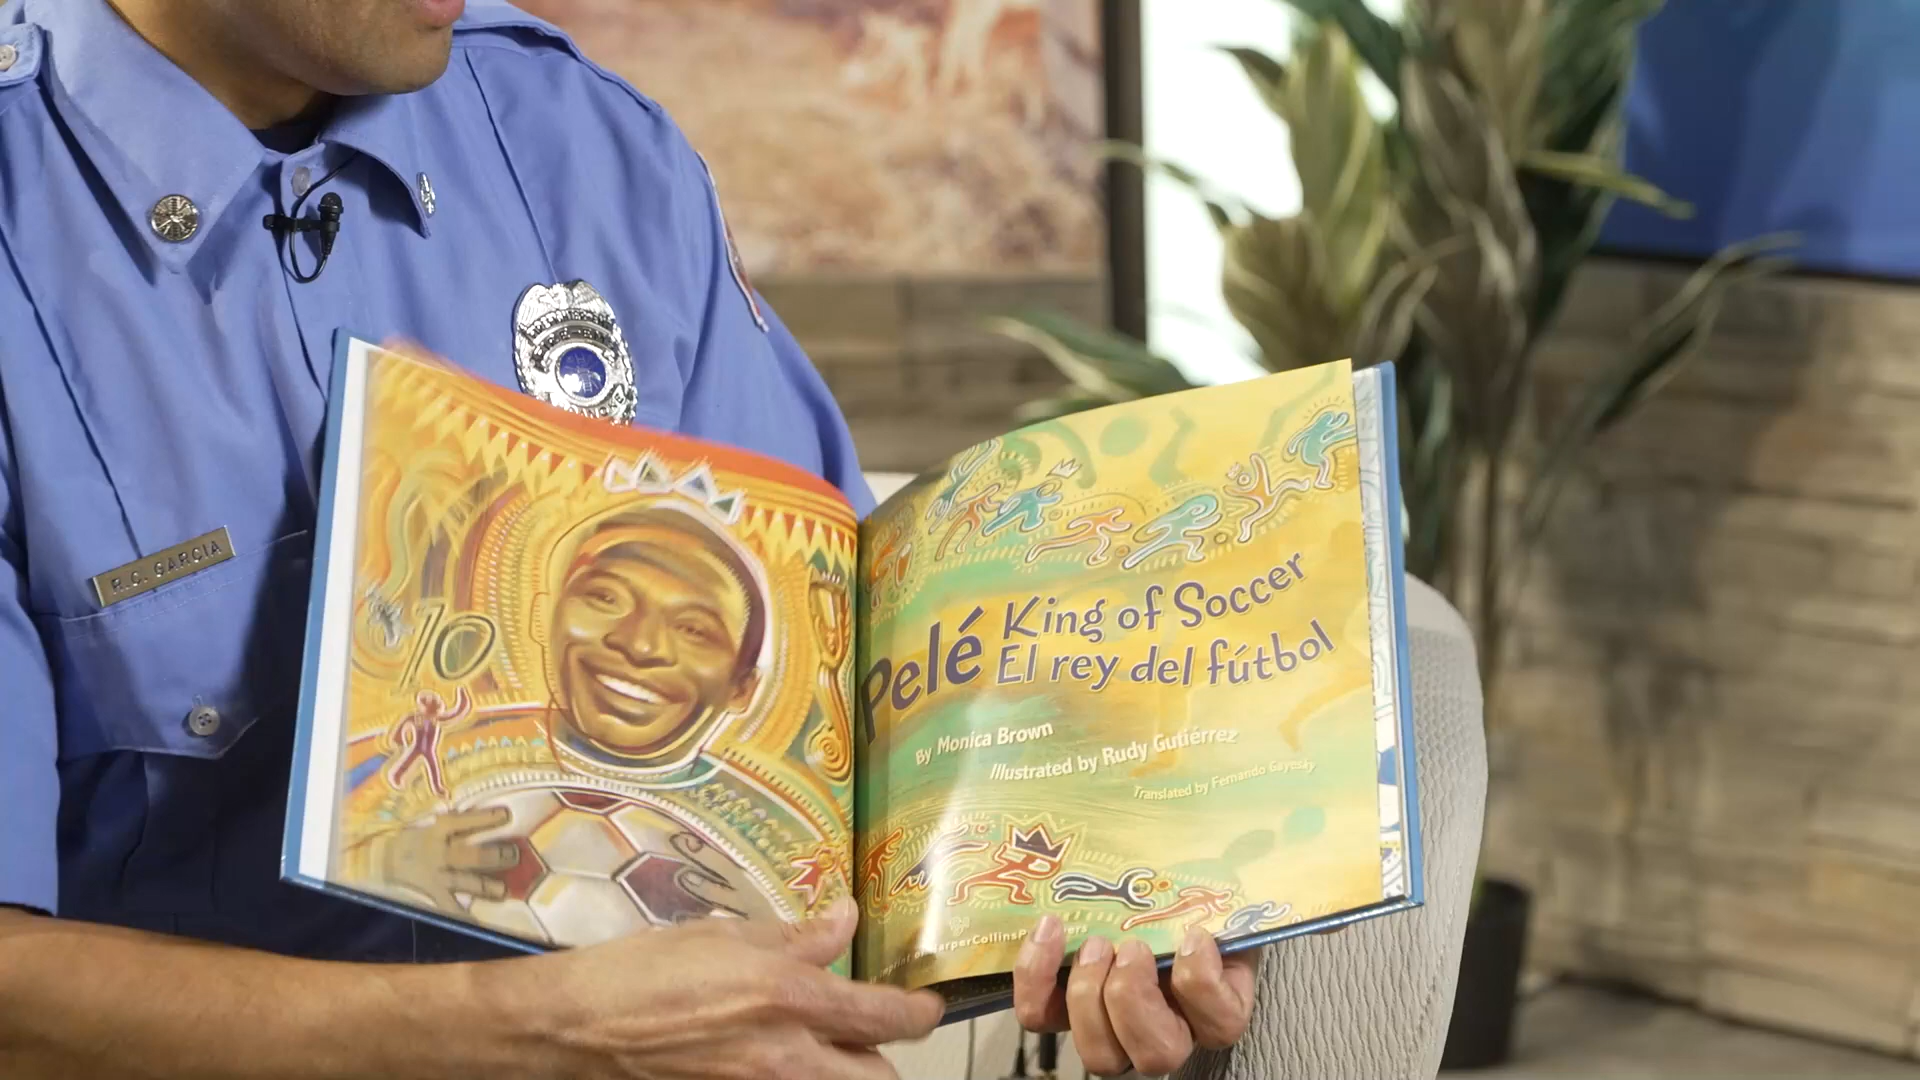 R.C. GARCIA
10
Pelé
King of Soccer
El rey del fútbol
By Monica Brown
Illustrated by Rudy Gutiérrez
Translated by Fernando Gayesky